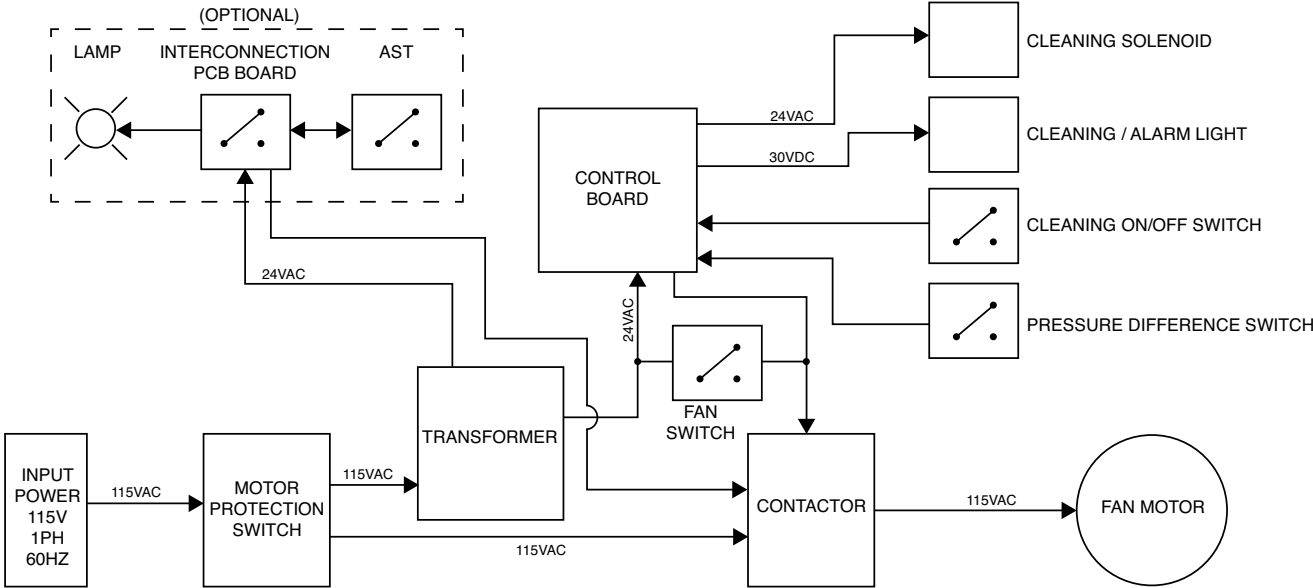 (OPTIONAL)
LAMP
INTERCONNECTION
PCB BOARD
AST
CLEANING SOLENOID
24VAC
CLEANING / ALARM LIGHT
30VDC
CONTROL
BOARD
CLEANING ON/OFF SWITCH
24VAC
24VAC
PRESSURE DIFFERENCE SWITCH
FAN
SWITCH
TRANSFORMER
INPUT
POWER
115V
1PH
60HZ
115VAC
MOTOR
PROTECTION
SWITCH
115VAC
115VAC
CONTACTOR
115VAC
FAN MOTOR